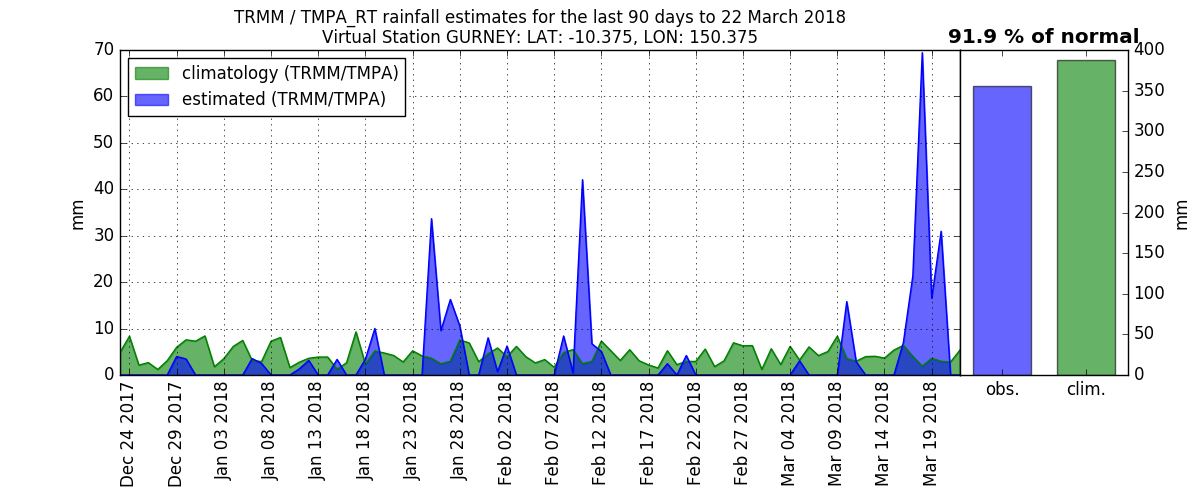 TRMM / TMPA_RT rainfall estimates for the last 90 days to 22 March 2018
Virtual Station GURNEY: LAT: -10.375, LON: 150.375
91.9 % of normal
climatology (TRMM/TMPA)
estimated (TRMM/TMPA)
mm
70
60
50
40
30
20
10
0
Dec 24 2017
Dec 29 2017
Jan 03 2018
Jan 08 2018
Jan 13 2018
Jan 18 2018
Jan 23 2018
Jan 28 2018
Feb 02 2018
Feb 07 2018
Feb 12 2018
Feb 17 2018
Feb 22 2018
Feb 27 2018
Mar 04 2018
Mar 09 2018
Mar 14 2018
Mar 19 2018
obs.
clim.
400
350
300
250
200
150
100
50
0
mm